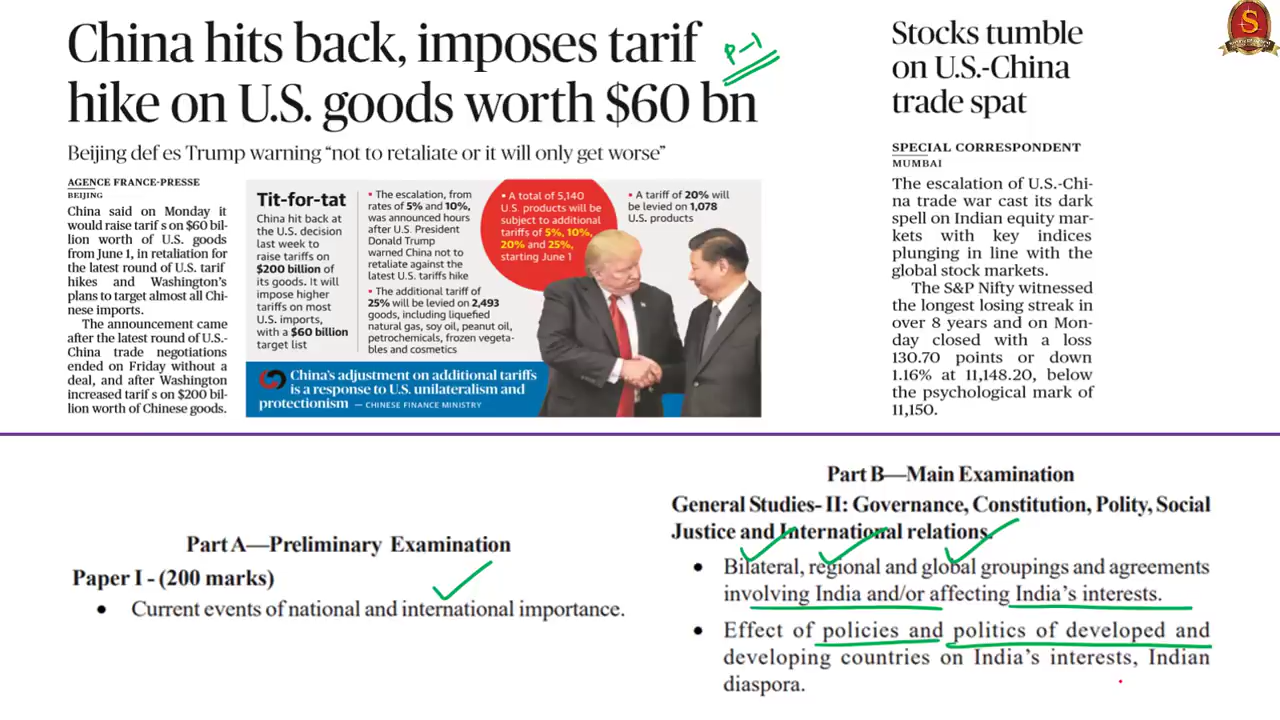 China hits back, imposes tarif
hike on U.S. goods worth $60 bn
P-1
Beijing def es Trump warning “not to retaliate or it will only get worse”
AGENCE FRANCE-PRESSE
BEIJING
China said on Monday it
would raise tarif s on $60 bil-
lion worth of U.S. goods
from June 1, in retaliation for
the latest round of U.S. tarif
hikes and Washington's
plans to target almost all Chi-
nese imports.
The announcement came
after the latest round of U.S.-
China trade negotiations
ended on Friday without a
deal, and after Washington
increased tarif s on $200 bil-
lion worth of Chinese goods.
Tit-for-tat
China hit back at
the U.S. decision
last week to
raise tariffs on
$200 billion of
its goods. It will
impose higher
tariffs on most
U.S. imports,
with a $60 billion
target list
▪ The escalation, from
rates of 5% and 10%,
was announced hours
after U.S. President
Donald Trump
warned China not to
retaliate against the
latest U.S. tariffs hike
▪ The additional tariff of
25% will be levied on 2,493
goods, including liquefied
natural gas, soy oil, peanut oil,
petrochemicals, frozen vegeta-
bles and cosmetics
▪ A total of 5,140
U.S. products will be
subject to additional
tariffs of 5%, 10%,
20% and 25%,
starting June 1
▪ A tariff of 20% will
be levied on 1,078
U.S. products
China's adjustment on additional tariffs
is a response to U.S. unilateralism and
protectionism — CHINESE FINANCE MINISTRY
Stocks tumble
on U.S.-China
trade spat
SPECIAL CORRESPONDENT
MUMBAI
The escalation of U.S.-Chi-
na trade war cast its dark
spell on Indian equity mar-
kets with key indices
plunging in line with the
global stock markets.
The S&P Nifty witnessed
the longest losing streak in
over 8 years and on Mon-
day closed with a loss
130.70 points or down
1.16% at 11,148.20, below
the psychological mark of
11,150.
S
Part A—Preliminary Examination
Paper I - (200 marks)
• Current events of national and international importance.
Part B—Main Examination
General Studies- II: Governance, Constitution, Polity, Social
Justice and International relations.
• Bilateral, regional and global groupings and agreements
involving India and/or affecting India's interests.
• Effect of policies and politics of developed and
developing countries on India's interests, Indian
diaspora.